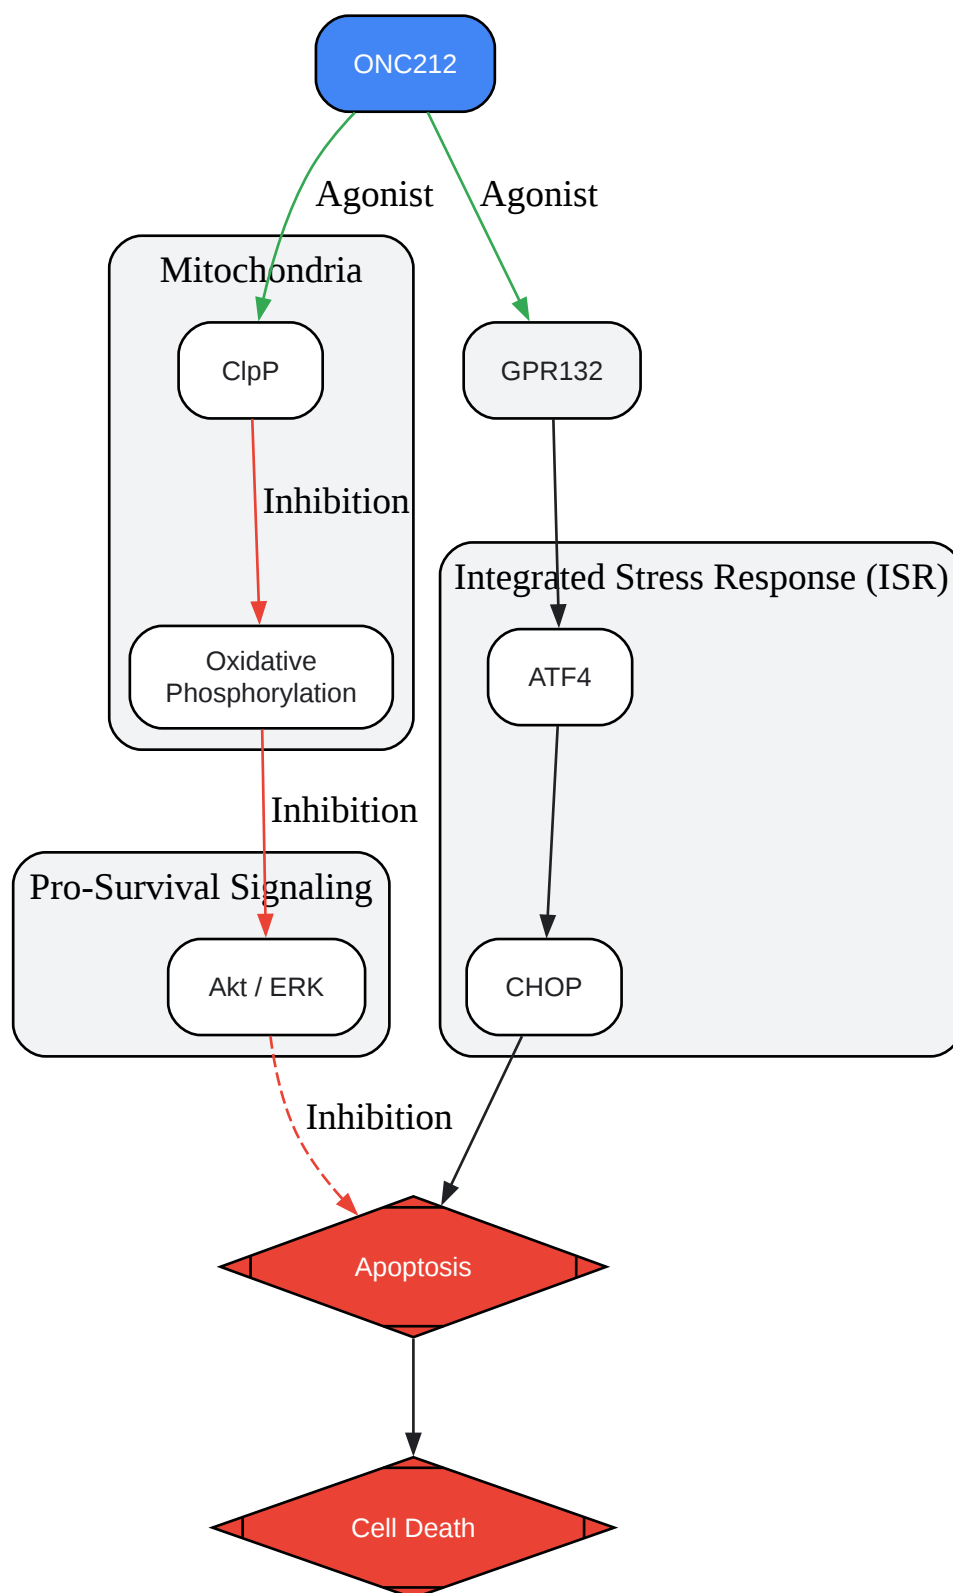 ONC212
Agonist
Agonist
Mitochondria
ClpP
GPR132
Inhibition
Integrated Stress Response (ISR)
Oxidative
Phosphorylation
ATF4
Inhibition
Pro-Survival Signaling
Akt / ERK
CHOP
Inhibition
Apoptosis
Cell Death